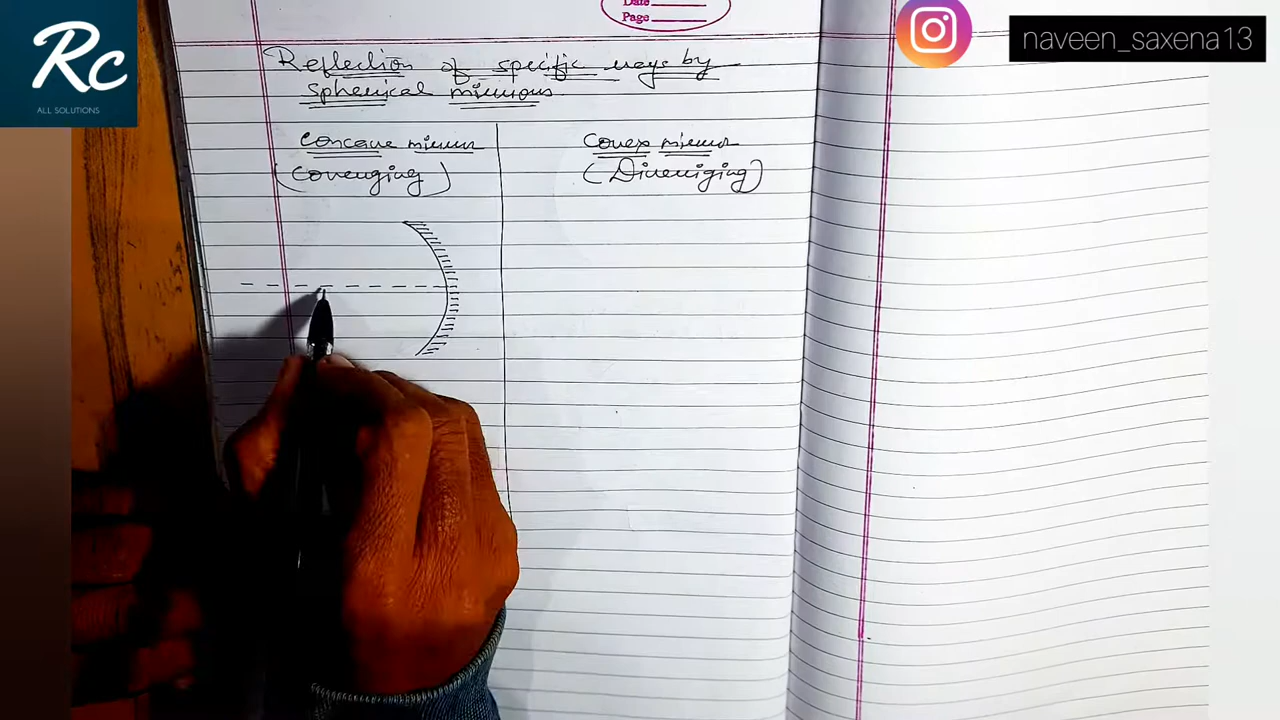 Rc
ALL SOLUTIONS
naveen_saxena13
Date
Page
Reflection of specific rays by
Spherical mirrors
Concave mirror
(Converging)
Convex mirror
(Diverging)